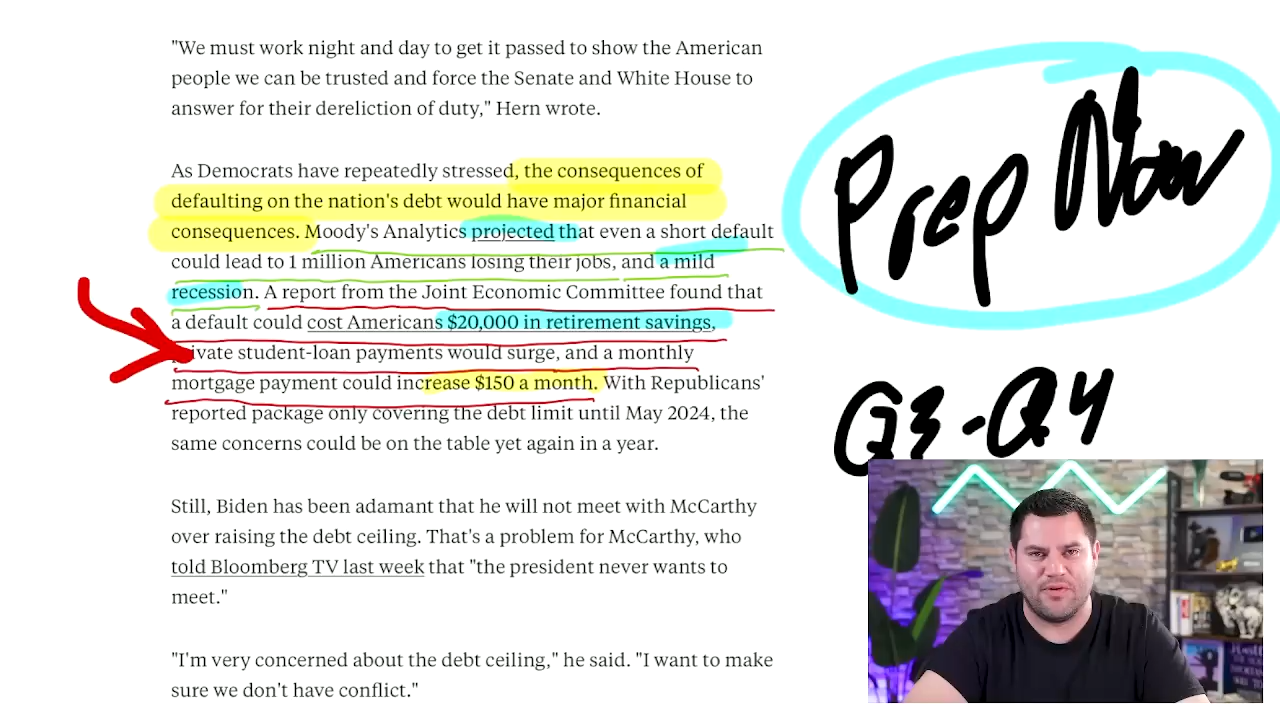 "We must work night and day to get it passed to show the American
people we can be trusted and force the Senate and White House to
answer for their dereliction of duty," Hern wrote.
As Democrats have repeatedly stressed, the consequences of
defaulting on the nation's debt would have major financial
consequences. Moody's Analytics projected that even a short default
could lead to 1 million Americans losing their jobs, and a mild
recession. A report from the Joint Economic Committee found that
a default could cost Americans $20,000 in retirement savings,
private student-loan payments would surge, and a monthly
mortgage payment could increase $150 a month. With Republicans'
reported package only covering the debt limit until May 2024, the
same concerns could be on the table yet again in a year.
Still, Biden has been adamant that he will not meet with McCarthy
over raising the debt ceiling. That's a problem for McCarthy, who
told Bloomberg TV last week that "the president never wants to
meet."
"I'm very concerned about the debt ceiling," he said. "I want to make
sure we don't have conflict."
Prep Now
Q3-Q4